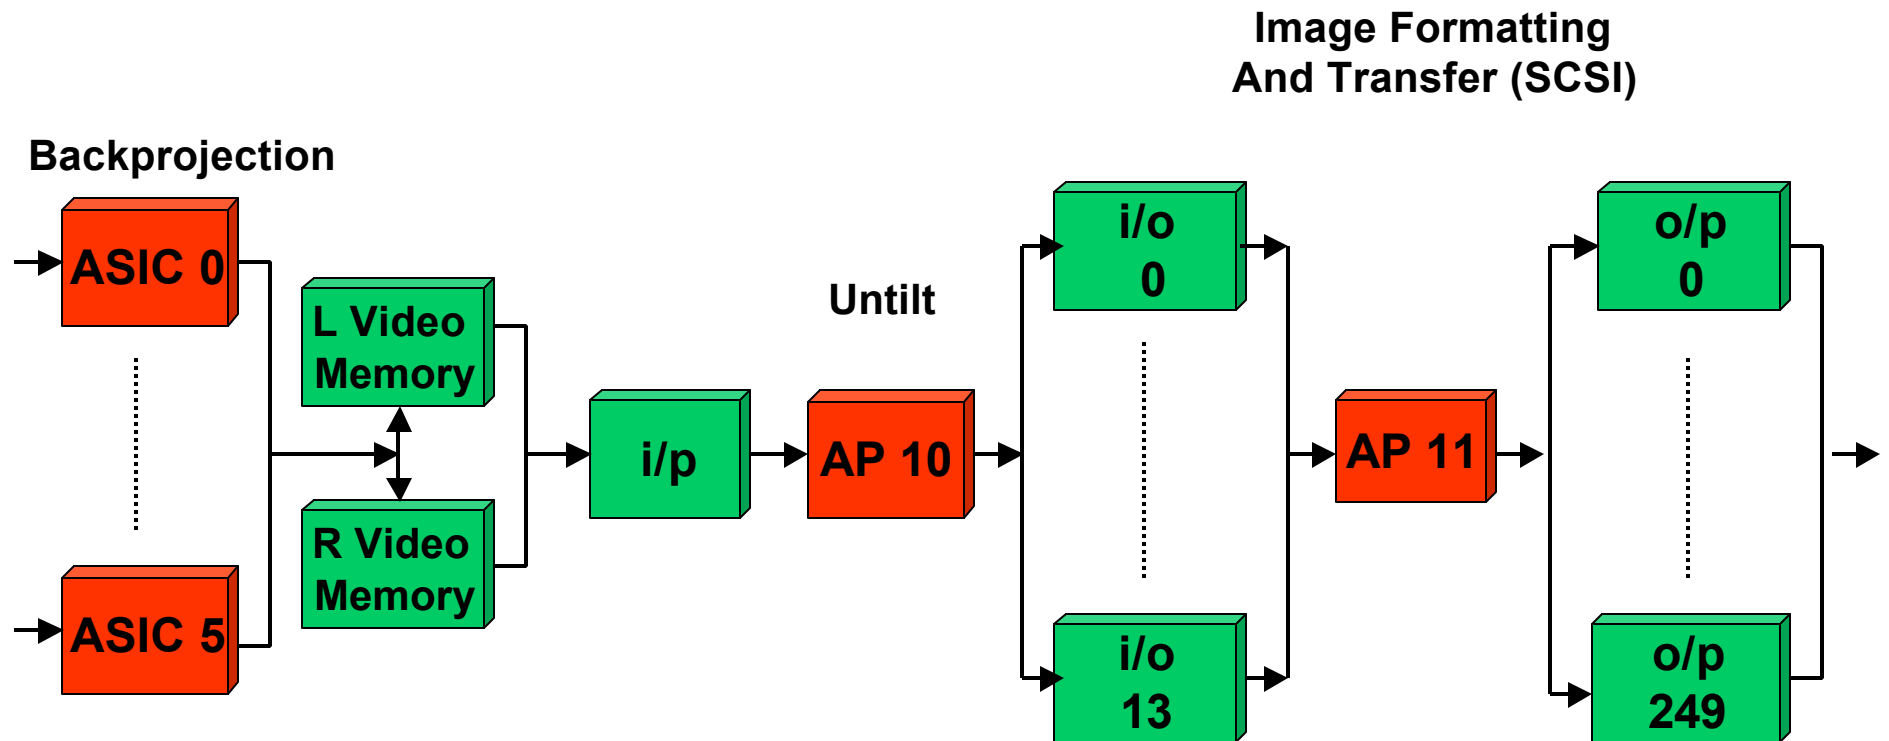 Image Formatting
And Transfer (SCSI)
Backprojection
ASIC 0
ASIC 5
L Video
Memory
R Video
Memory
i/p
Untilt
AP 10
i/o
0
i/o
13
AP 11
o/p
0
o/p
249